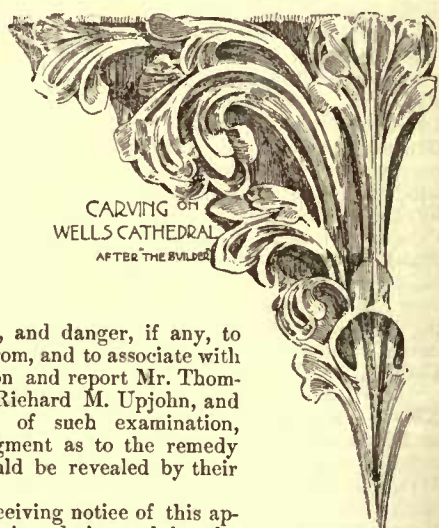 CARVING ON
WELLS CATHEDRAL
AFTER "THE BUILDER"
, and danger, if any, to
rom, and to associate with
on and report Mr. Thom-
Richard M. Upjohn, and
of such examination,
gment as to the remedy
uld be revealed by their
ceiving notice of this ap-